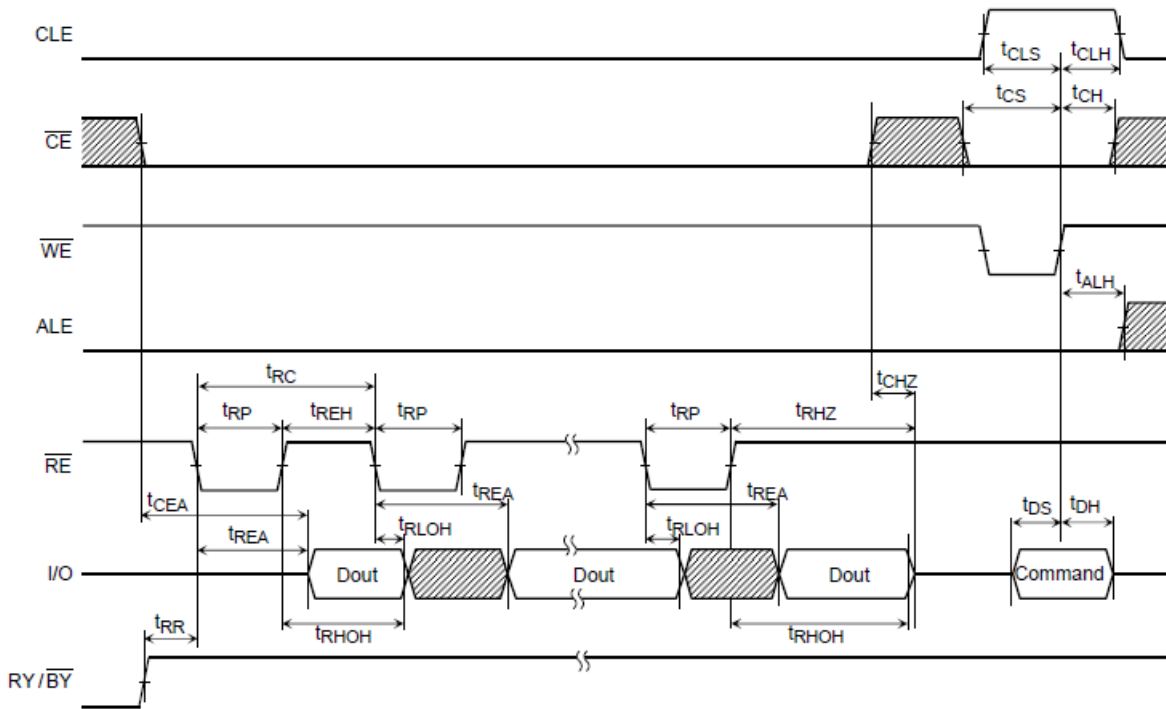 CLE
tCLS tCLH
tCS tCH
CE
WE
tALH
ALE
tRC tCHZ
tRP tREH tRP tRP tRHZ
RE
tCEA tREA tREA
tREA tRLOH tRLOH tDS tDH
I/O Dout Dout Dout Command
tRR tRHOH tRHOH
RY/BY